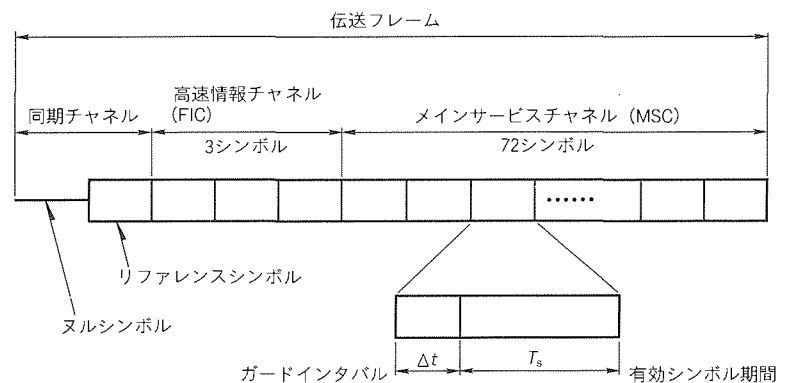 伝送フレーム
高速情報チャネル
同期チャネル
(FIC)
メインサービスチャネル (MSC)
3シンボル
72シンボル
••••••
リファレンスシンボル
ヌルシンボル
Δt
Ts
ガードインタバル
有効シンボル期間